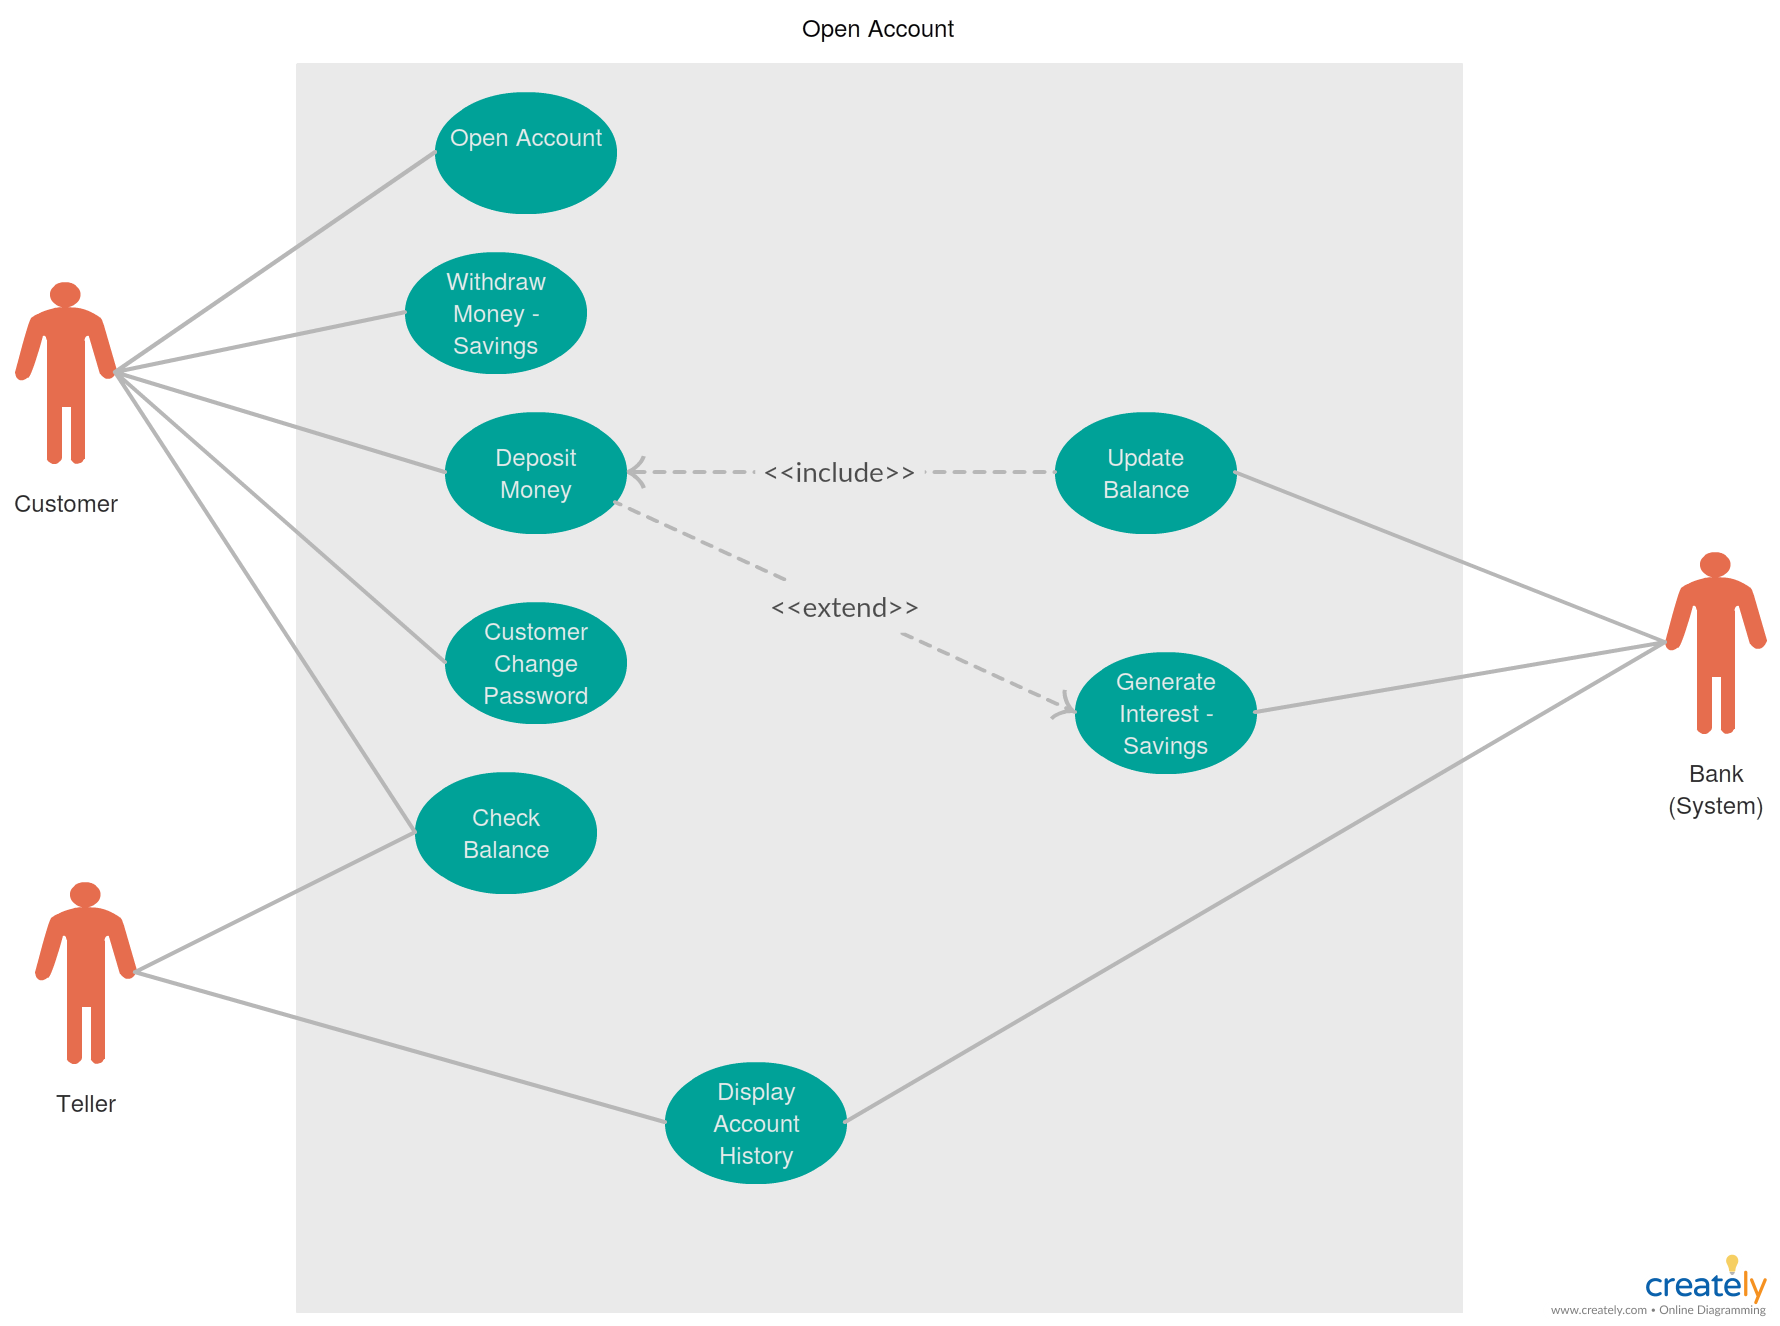 Open Account
Open Account
Withdraw
Money -
Savings
Customer
Deposit
Money
<<include>>
Update
Balance
<<extend>>
Customer
Change
Password
Generate
Interest -
Savings
Bank
(System)
Check
Balance
Teller
Display
Account
History
creately
www.creately.com • Online Diagramming